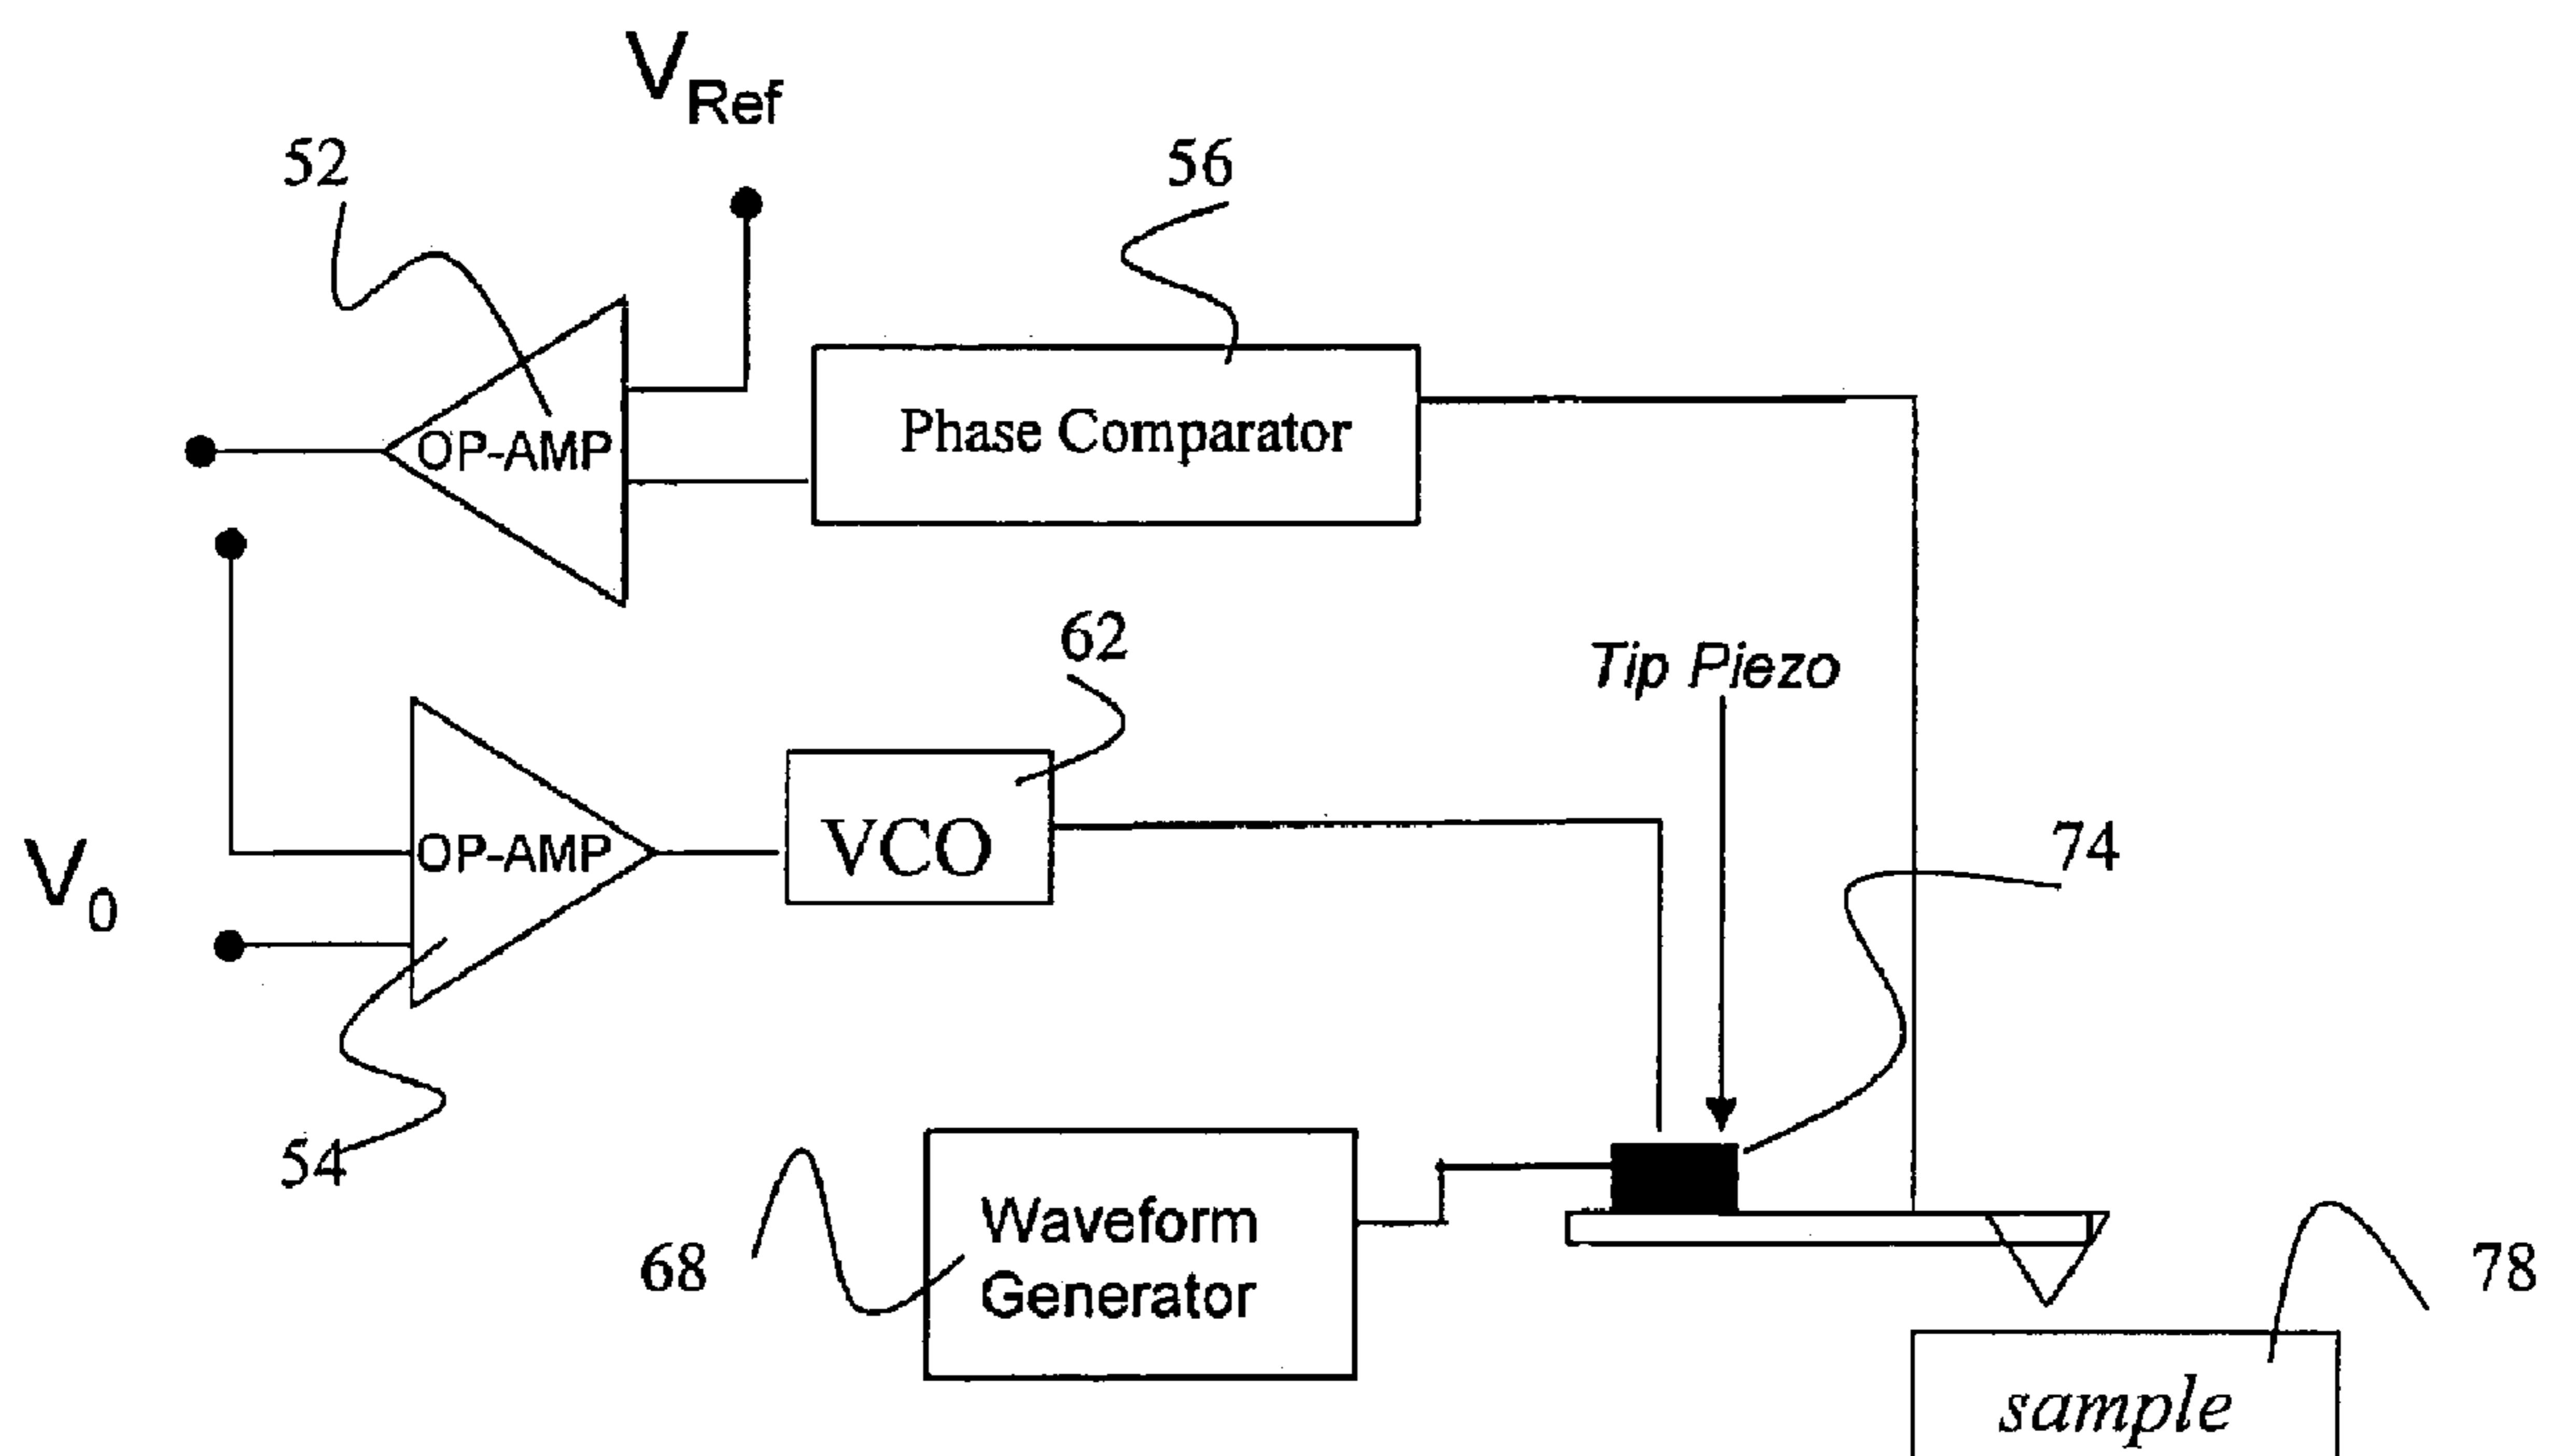 V Ref
52
56
OP-AMP
Phase Comparator
62
Tip Piezo
74
OP-AMP
VCO
V 0
54
Waveform
Generator
68
78
sample